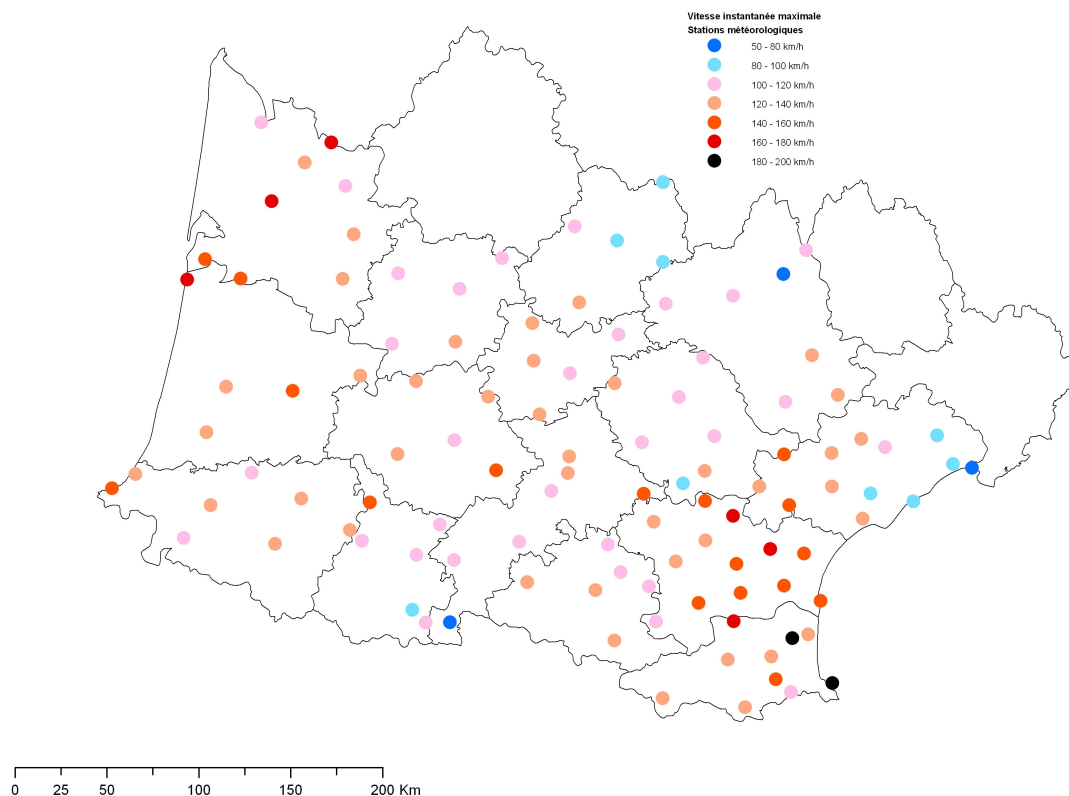 Vitesse instantanée maximale
Stations météorologiques
50 - 80 km/h
80 - 100 km/h
100 - 120 km/h
120 - 140 km/h
140 - 160 km/h
160 - 180 km/h
180 - 200 km/h
0 25 50 100 150 200 Km